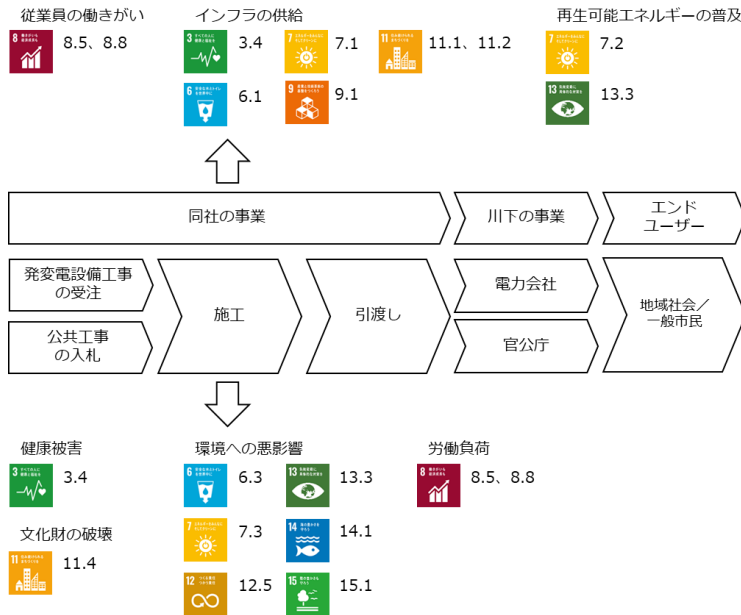 従業員の働きがい
8.5、8.8
インフラの供給
3.4
7.1
11.1、11.2
6.1
9.1
再生可能エネルギーの普及
7.2
13.3
同社の事業
川下の事業
エンド
ユーザー
発変電設備工事
の受注
公共工事
の入札
施工
引渡し
電力会社
官公庁
地域社会／
一般市民
健康被害
3.4
文化財の破壊
11.4
環境への悪影響
6.3
13.3
7.3
14.1
12.5
15.1
労働負荷
8.5、8.8